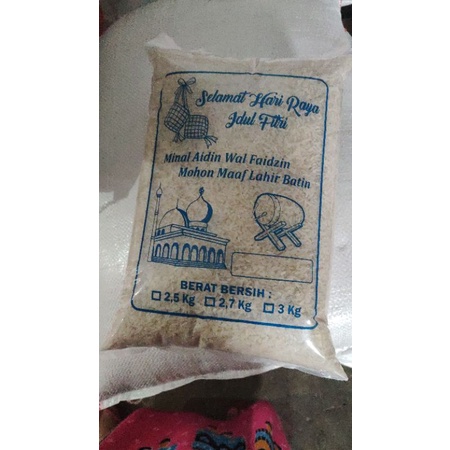 Selamat Hari Raya
Idul Fitri
Minal Aidin Wal Faidzin
Mohon Maaf Lahir Batin
BERAT BERSIH :
2,5 Kg 2,7 Kg 3 Kg